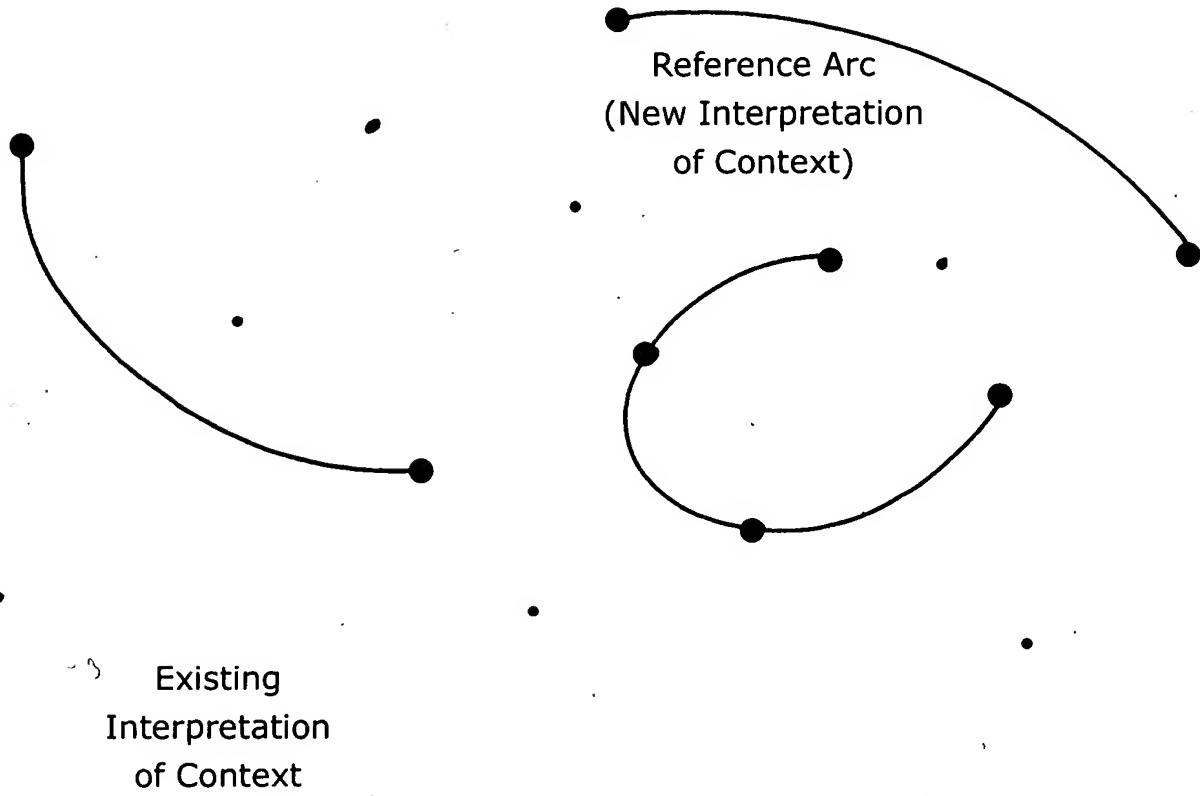 Reference Arc
(New Interpretation
of Context)
Existing
Interpretation
of Context